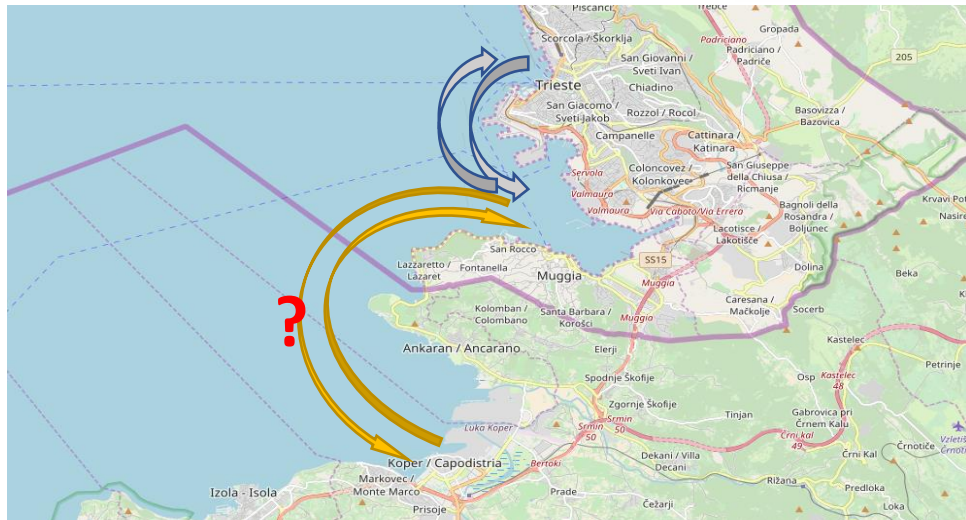 Piscanci
Trebče
Gropada
Scorcola / Škorklja
Padriciano
Padriciano /
Padriče
205
San Giovanni /
Sveti Ivan
Trieste
Chiadino
San Giacomo /
Sveti Jakob
Rozzol / Rocol
Basovizza /
Bazovica
Campanelle
Cattinara /
Katinara
Coloncovez /
Kolonkovec
San Giuseppe
della Chiusa /
Ricmanje
Servola
Valmaura
Valmaura
Via Caboto/Via Errera
Bagnoli della
Rosandra /
Boljunec
Krvavi Pot
Nasirec
Lacotisce /
Lakotišče
San Rocco
SS15
Dolina
Lazzaretto /
Lazaret
Fontanella
Muggia
Muggia
Beka
Caresana /
Mačkolje
Socerb
?
Kolomban /
Colombano
Santa Barbara /
Korošci
Muggia
Kastelec
Ankaran / Ancarano
Elerji
Petrinje
Spodnje Škofije
Osp
Kastelec
48
Zgornje Škofije
Tinjan
Gabrovica pri
Črnem Kalu
Luka Koper
Srmin
50
Srmin
50
Črni kal
49
Črnotiče
Koper / Capodistria
Bertoki
Dekani / Villa
Decani
Črni Kal
Markovec /
Monte Marco
Izola - Isola
Prade
Rižana
Predloka
Prisoje
Čežarji
Loka